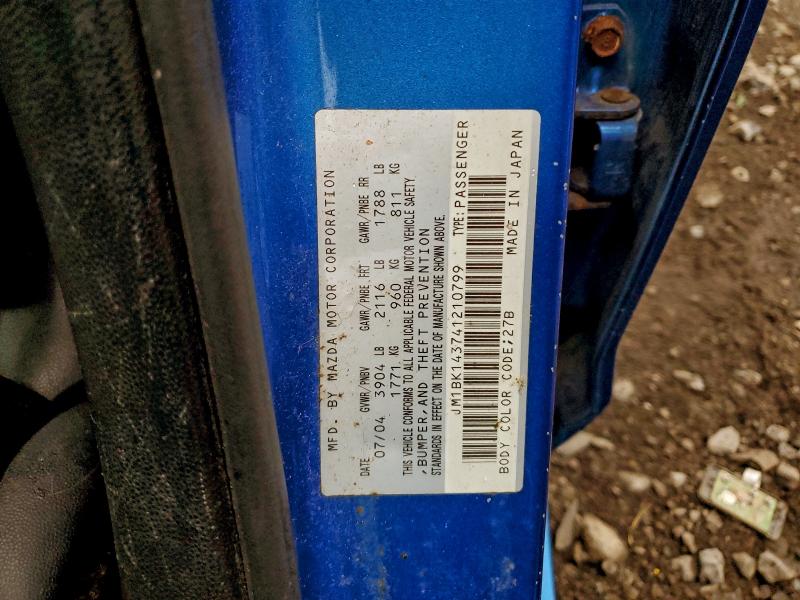 MFD. BY MAZDA MOTOR CORPORATION
DATE GVWR/PNBV GAWR/PNBE FRT GAWR/PNBE RR
07/04 3904 LB 2116 LB 1788 LB
1771 KG 960 KG 811 KG
THIS VEHICLE CONFORMS TO ALL APPLICABLE FEDERAL MOTOR VEHICLE SAFETY
,BUMPER,AND THEFT PREVENTION
STANDARDS IN EFFECT ON THE DATE OF MANUFACTURE SHOWN ABOVE.
JM1BK143741210799 TYPE:PASSENGER
BODY COLOR CODE;27B MADE IN JAPAN